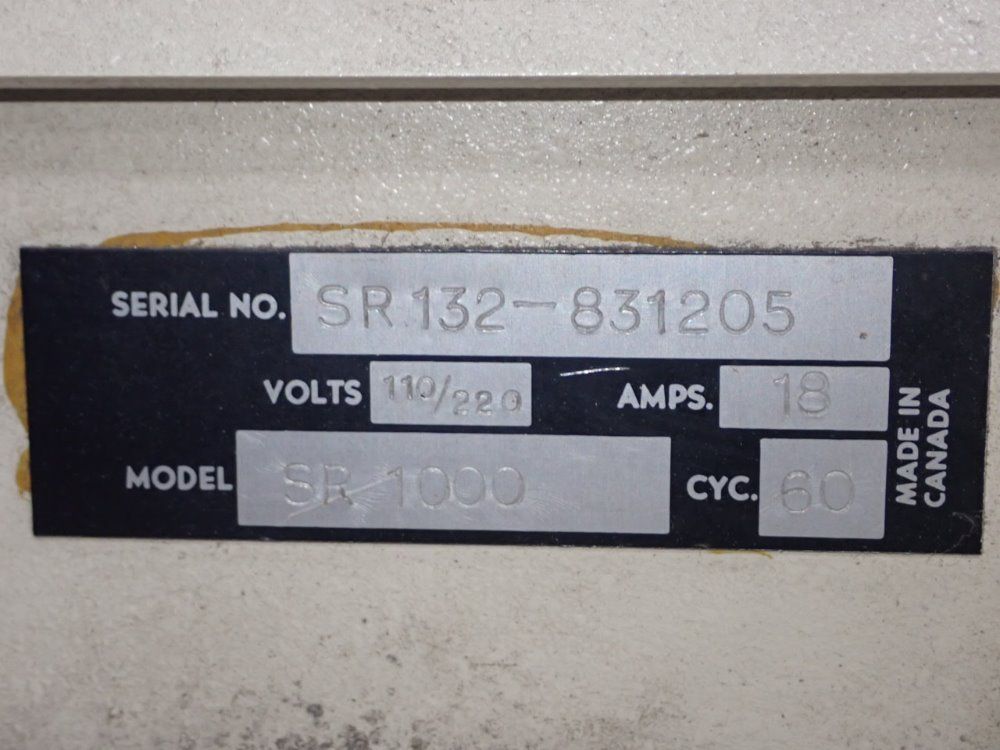 SERIAL NO. SR.132-831205
VOLTS 110/220 AMPS. 18
MODEL SR 1000 CYC. 60
MADE IN
CANADA